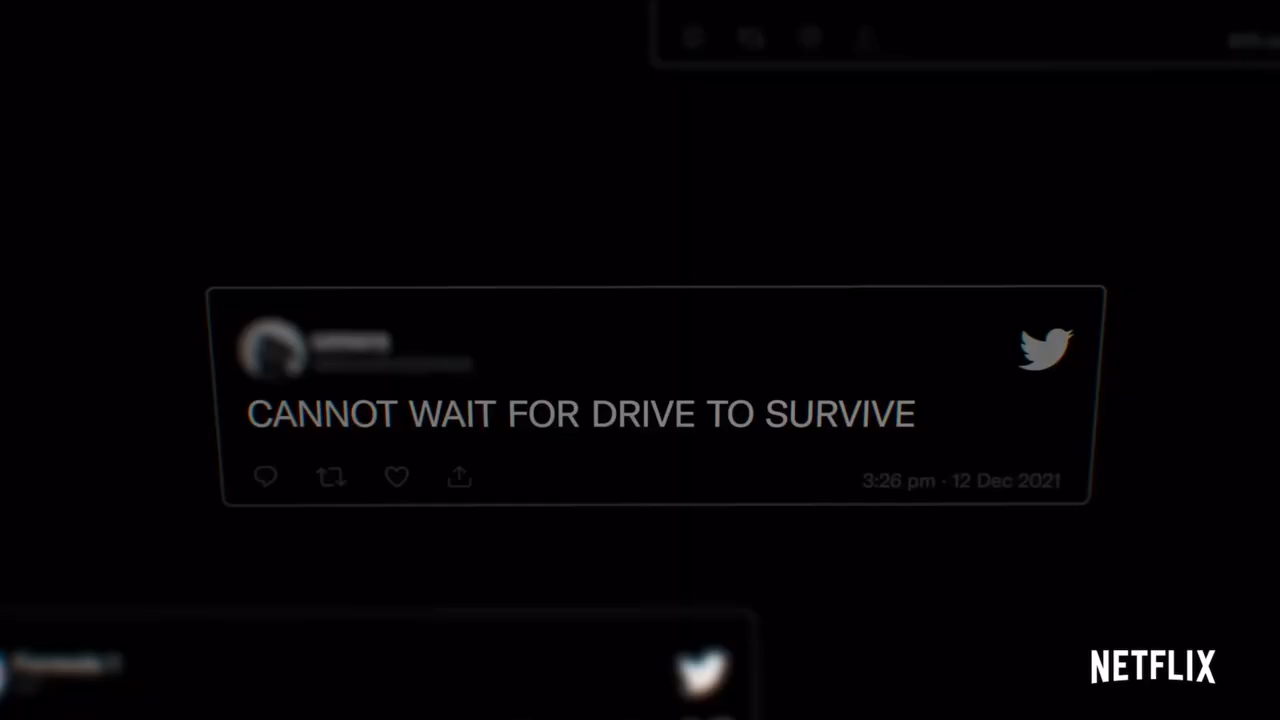 CANNOT WAIT FOR DRIVE TO SURVIVE
3:26 pm · 12 Dec 2021
NETFLIX